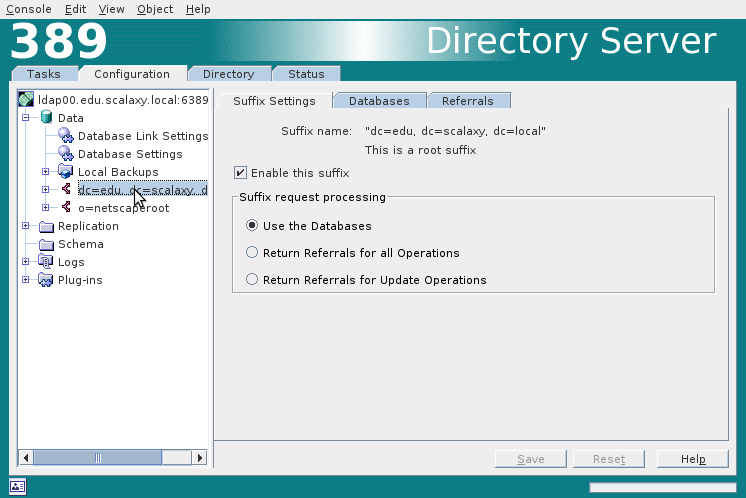 Console Edit View Object Help
389
Directory Server
Tasks Configuration Directory Status
ldap00.edu.scalaxy.local:6389
Data
Database Link Settings
Database Settings
Local Backups
dc=edu, dc=scalaxy, d
o=netscaperoot
Replication
Schema
Logs
Plug-ins
Suffix Settings Databases Referrals
Suffix name: "dc=edu, dc=scalaxy, dc=local"
This is a root suffix
Enable this suffix
Suffix request processing
Use the Databases
Return Referrals for all Operations
Return Referrals for Update Operations
Save Reset Help